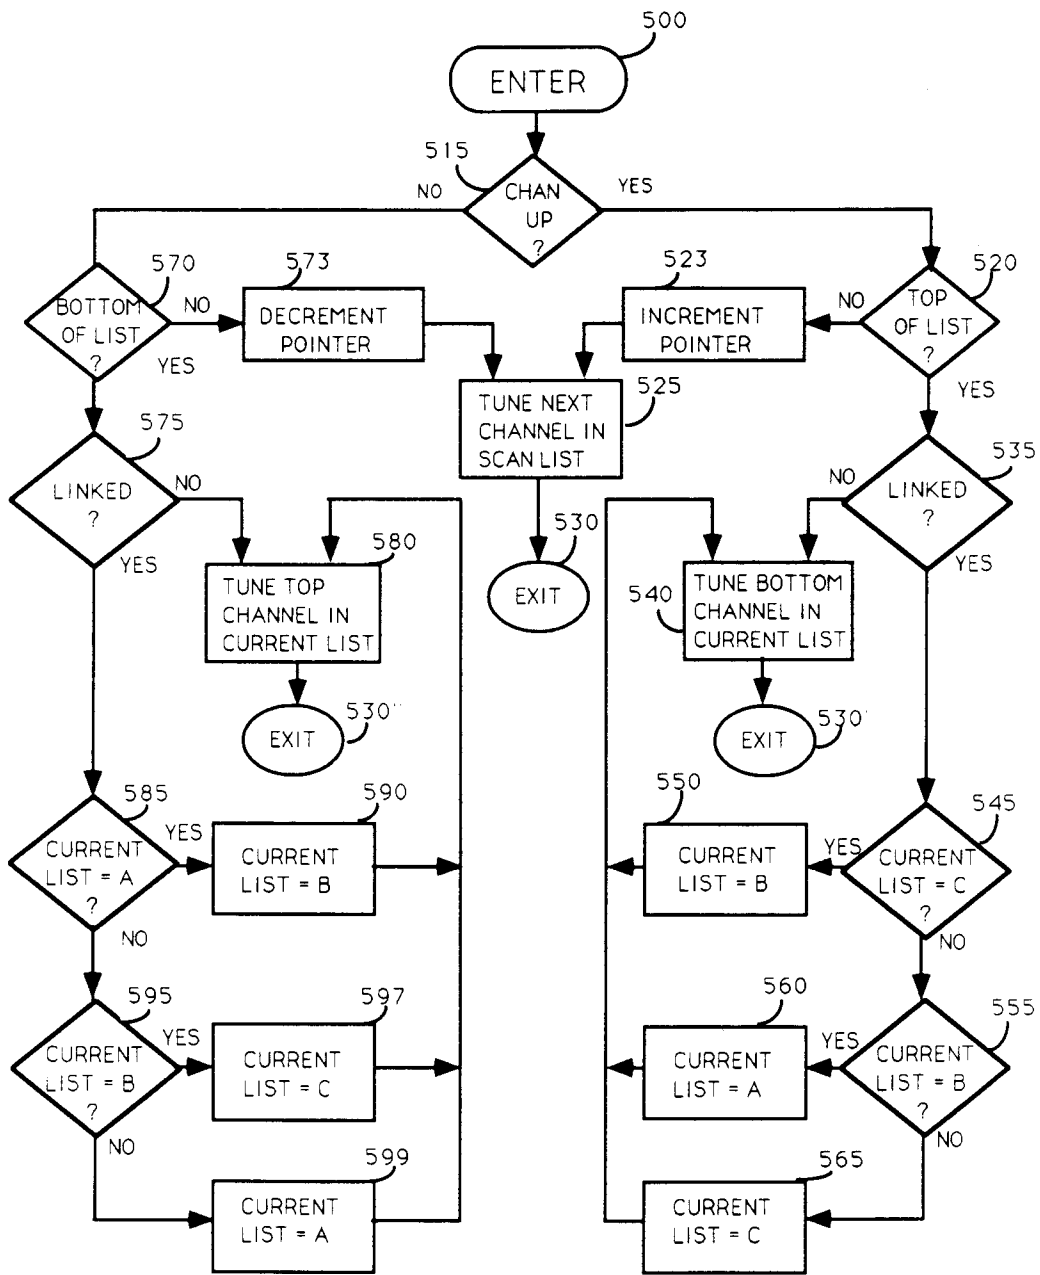 500
ENTER
515
CHAN
UP
?
NO
YES
570
BOTTOM
OF LIST
?
NO
YES
573
DECREMENT
POINTER
523
INCREMENT
POINTER
520
TOP
OF LIST
?
NO
YES
525
TUNE NEXT
CHANNEL IN
SCAN LIST
575
LINKED
?
NO
YES
535
LINKED
?
NO
YES
580
TUNE TOP
CHANNEL IN
CURRENT LIST
530
EXIT
540
TUNE BOTTOM
CHANNEL IN
CURRENT LIST
530"
EXIT
530'
EXIT
585
CURRENT
LIST = A
?
YES
NO
590
CURRENT
LIST = B
550
CURRENT
LIST = B
545
CURRENT
LIST = C
?
YES
NO
595
CURRENT
LIST = B
?
YES
NO
597
CURRENT
LIST = C
560
CURRENT
LIST = A
555
CURRENT
LIST = B
?
YES
NO
599
CURRENT
LIST = A
565
CURRENT
LIST = C